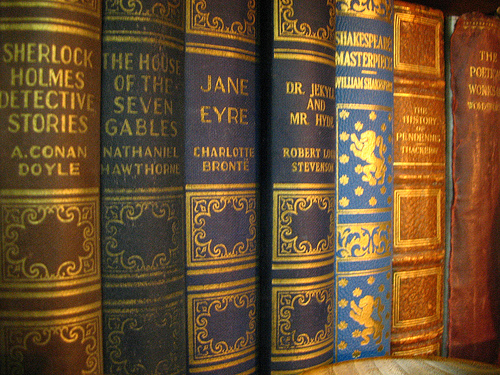 SHERLOCK
HOLMES
DETECTIVE
STORIES
A. CONAN
DOYLE
THE HOUSE
OF THE
SEVEN
GABLES
NATHANIEL
HAWTHORNE
JANE
EYRE
CHARLOTTE
BRONTË
DR. JEKYLL
AND
MR. HYDE
ROBERT LOUIS
STEVENSON
SHAKESPEARE
MASTERPIECES
WILLIAM SHAKESPEARE
THE
HISTORY
OF
PENDENNIS
THACKERAY
THE
POETI
WORKS